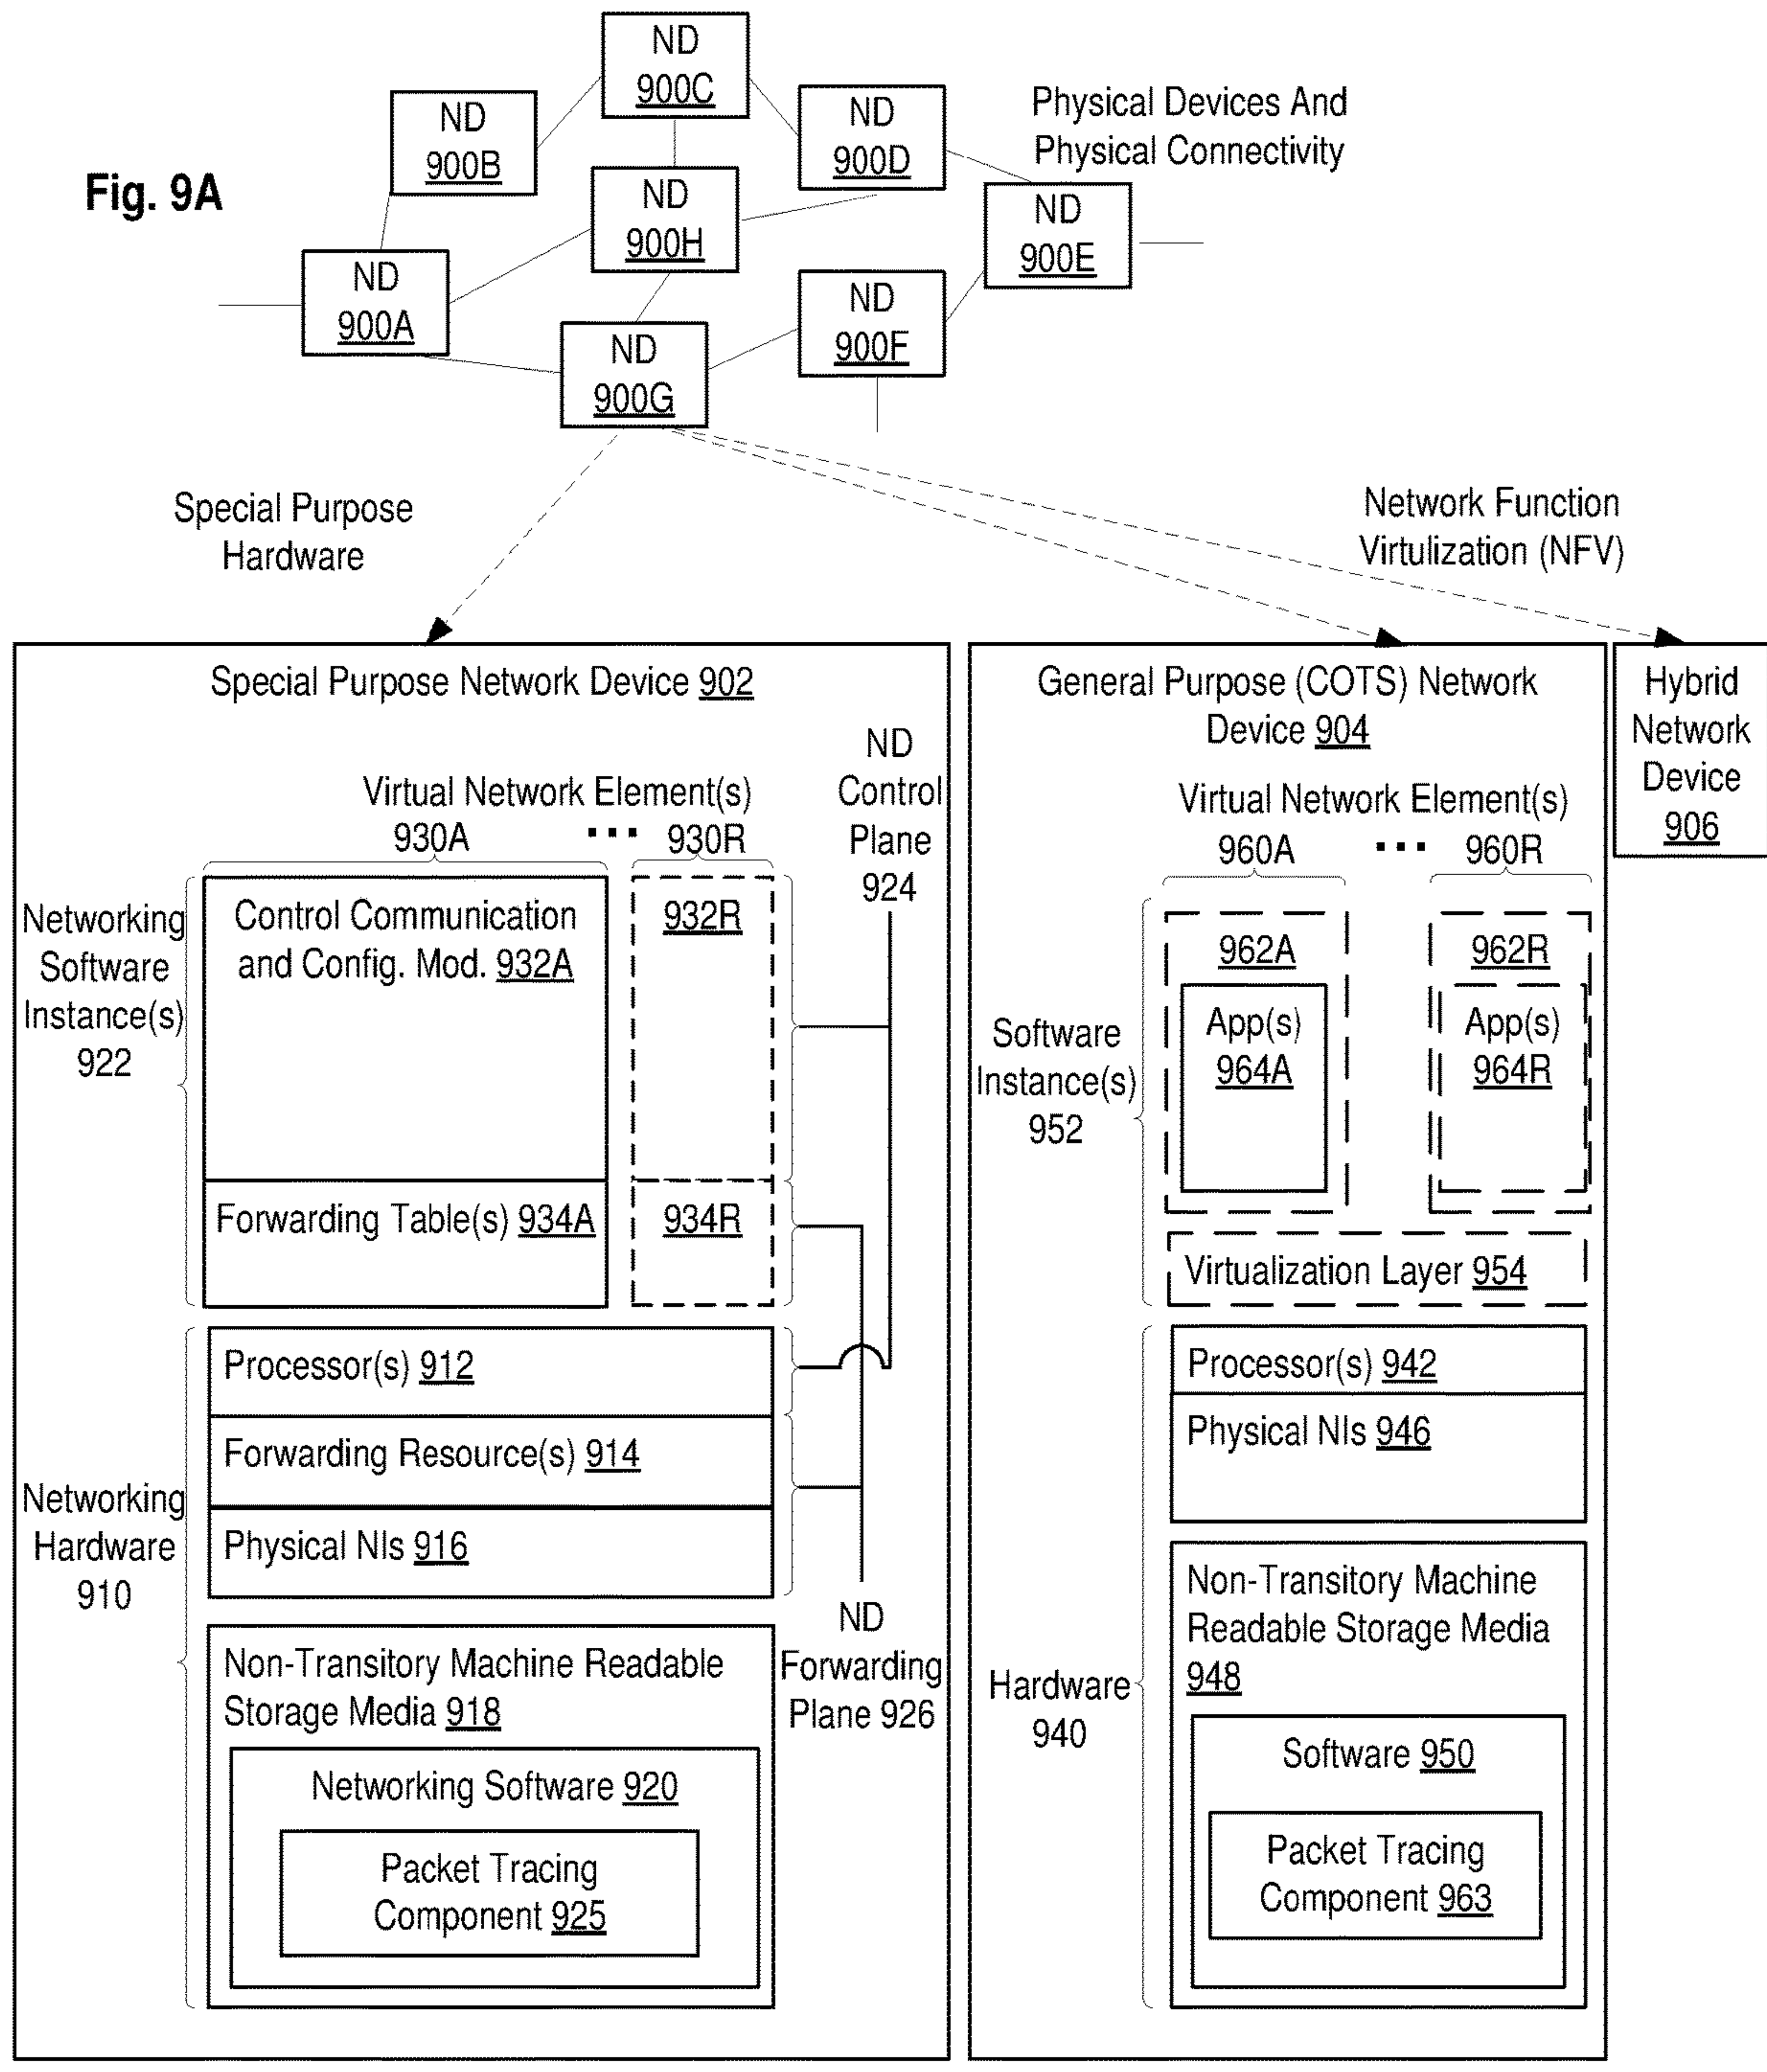 Fig. 9A
ND
900C
ND
900B
ND
900D
Physical Devices And
Physical Connectivity
ND
900H
ND
900E
ND
900A
ND
900F
ND
900G
Special Purpose
Hardware
Network Function
Virtulization (NFV)
Special Purpose Network Device 902
ND
Control
Plane
924
Virtual Network Element(s)
930A
...
930R
Networking
Software
Instance(s)
922
Control Communication
and Config. Mod. 932A
932R
Forwarding Table(s) 934A
934R
Networking
Hardware
910
Processor(s) 912
Forwarding Resource(s) 914
Physical NIs 916
ND
Forwarding
Plane 926
Non-Transitory Machine Readable
Storage Media 918
Networking Software 920
Packet Tracing
Component 925
General Purpose (COTS) Network
Device 904
Virtual Network Element(s)
960A
...
960R
Software
Instance(s)
952
962A
App(s)
964A
962R
App(s)
964R
Virtualization Layer 954
Hardware
940
Processor(s) 942
Physical NIs 946
Non-Transitory Machine
Readable Storage Media
948
Software 950
Packet Tracing
Component 963
Hybrid
Network
Device
906